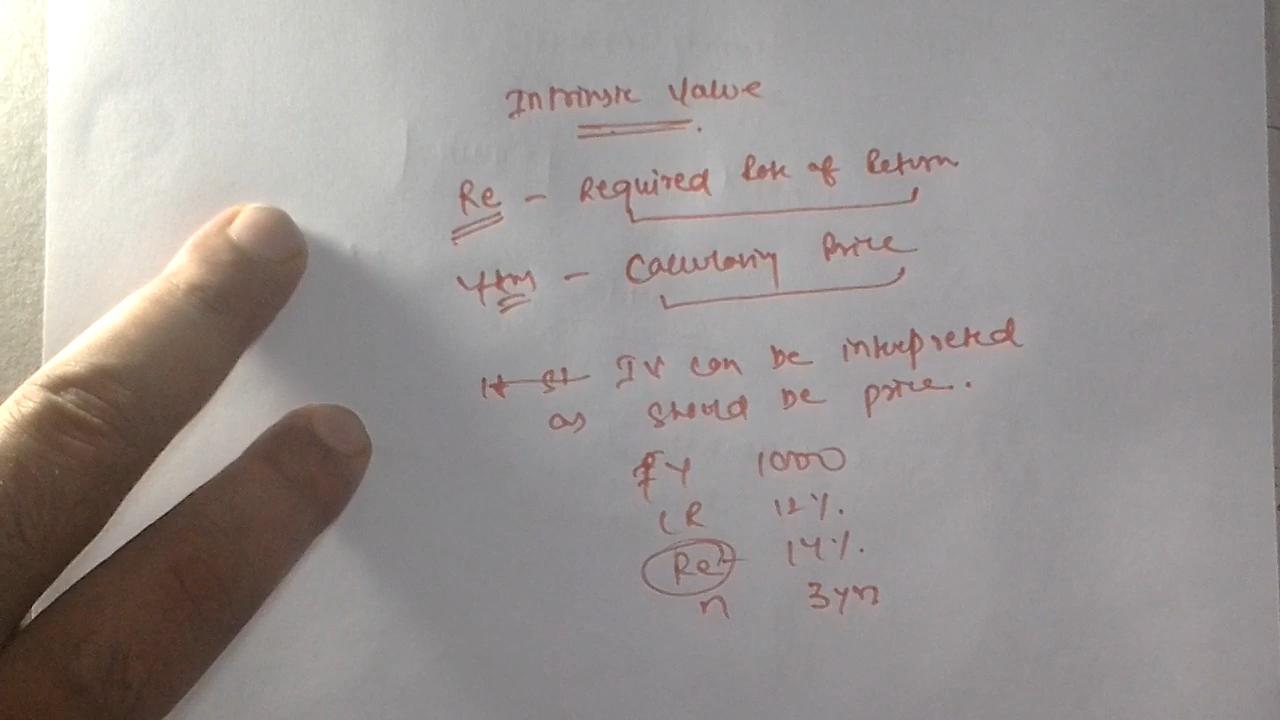 Intrinsic Value
Re - Required Rate of Return
Ytm - Calculating Price
IV can be interpreted
as should be price.
FV 1000
CR 12%.
Re 14%.
n 3yrs